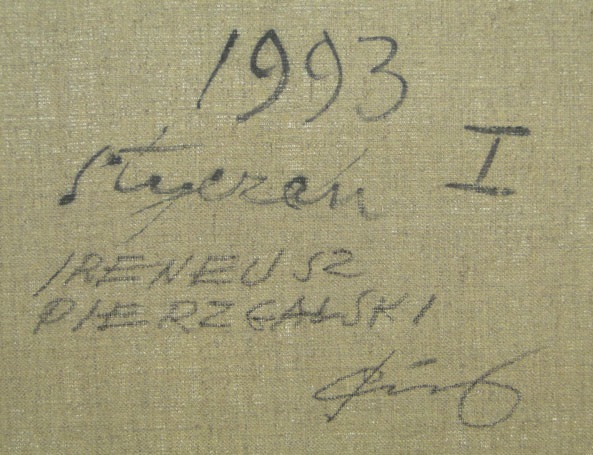 1993
styczeń I
IRENEUSZ
PIERZGALSKI